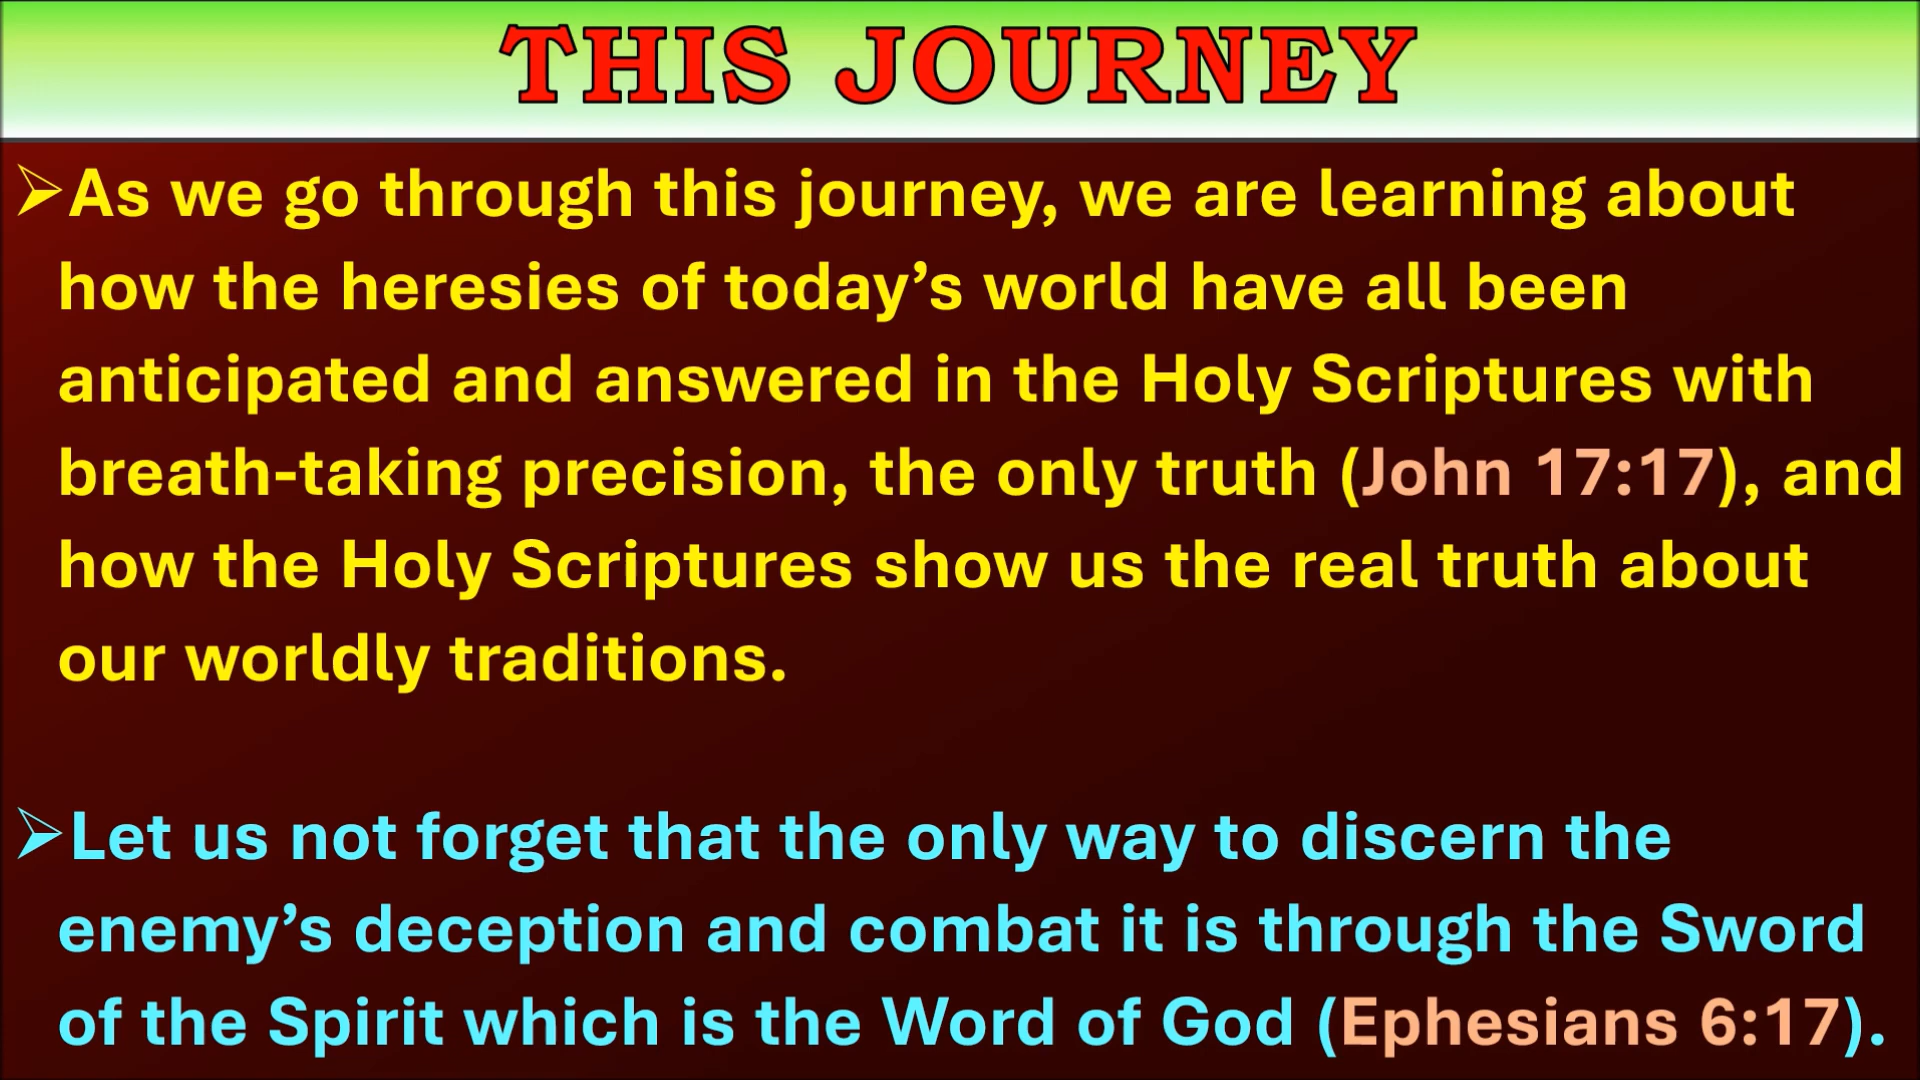 THIS JOURNEY
➢As we go through this journey, we are learning about
how the heresies of today’s world have all been
anticipated and answered in the Holy Scriptures with
breath-taking precision, the only truth (John 17:17), and
how the Holy Scriptures show us the real truth about
our worldly traditions.
➢Let us not forget that the only way to discern the
enemy’s deception and combat it is through the Sword
of the Spirit which is the Word of God (Ephesians 6:17).